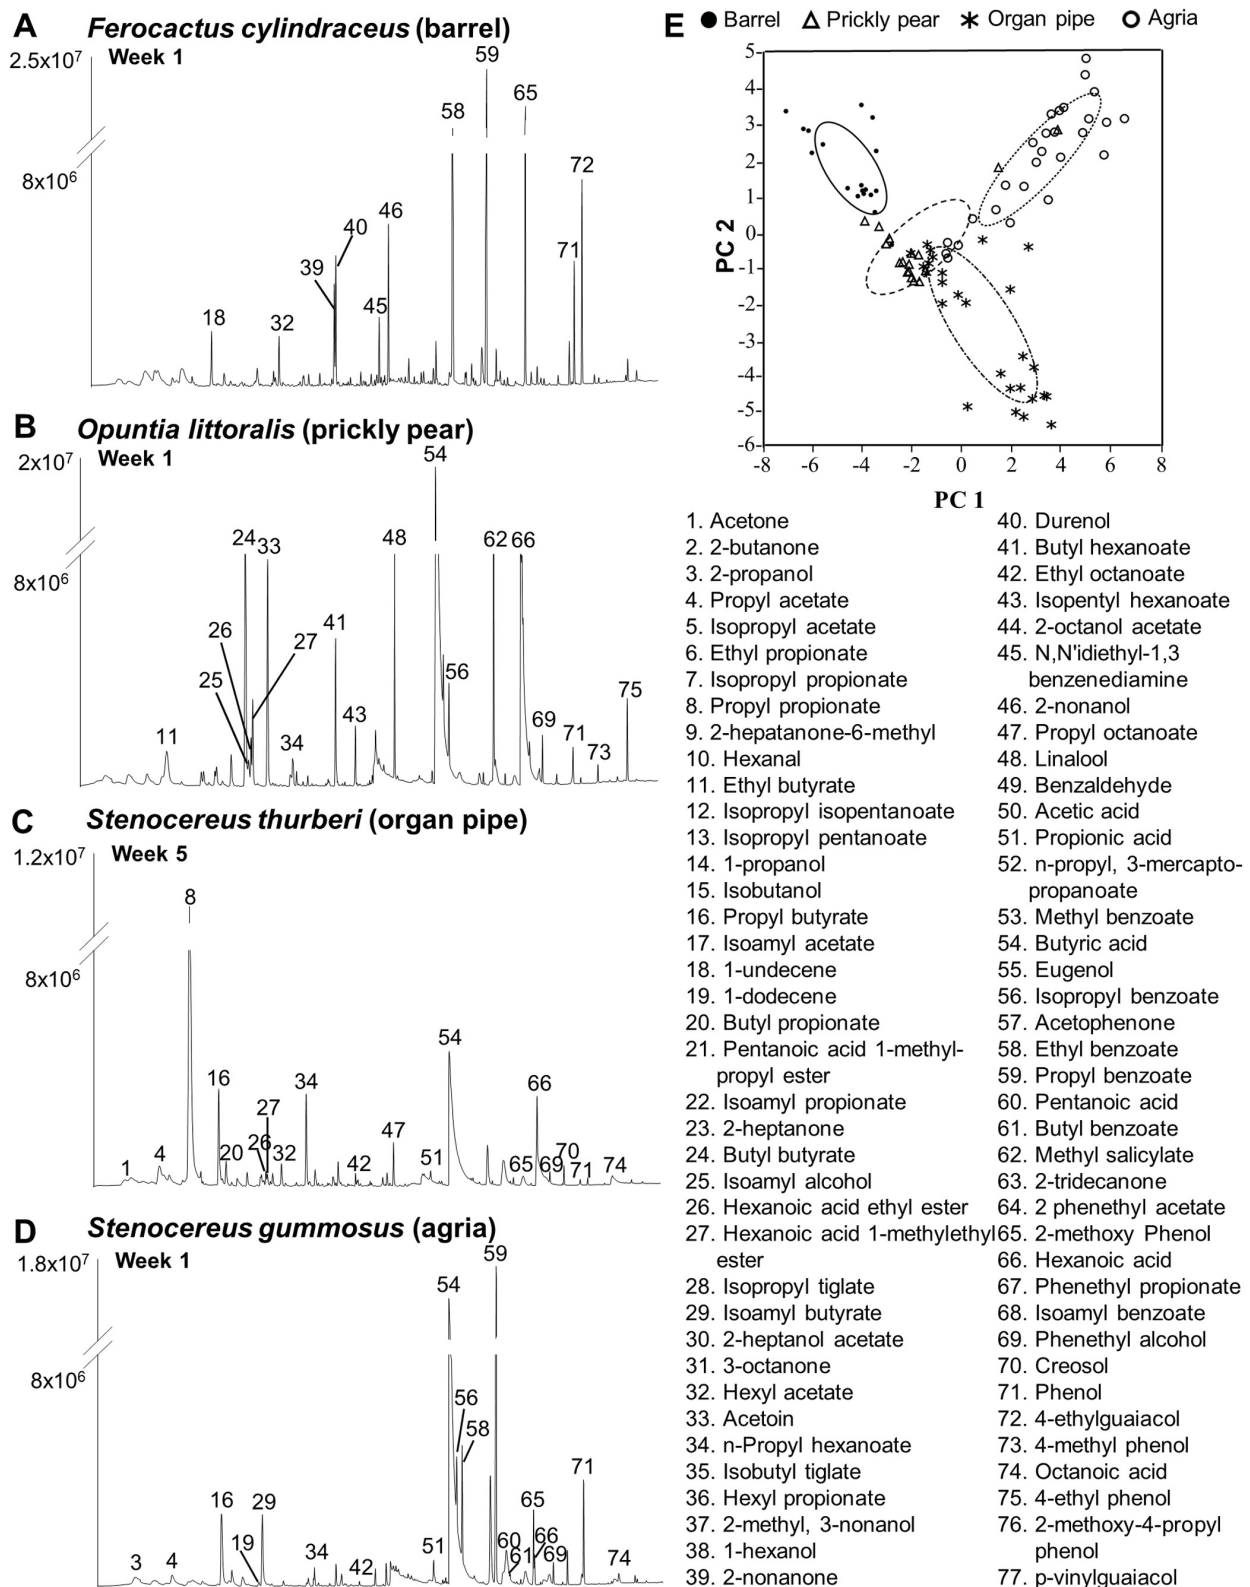 A
Ferocactus cylindraceus (barrel)
Week 1
2.5x10⁷
8x10⁶
18
32
39
40
45
46
58
59
65
71
72
B
Opuntia littoralis (prickly pear)
Week 1
2x10⁷
8x10⁶
11
25
26
24
33
27
34
41
43
48
54
56
62
66
69
71
73
75
C
Stenocereus thurberi (organ pipe)
Week 5
1.2x10⁷
8x10⁶
1
4
8
16
20
26
27
32
34
42
47
51
54
65
66
69
70
71
74
D
Stenocereus gummosus (agria)
Week 1
1.8x10⁷
8x10⁶
3
4
16
19
29
34
42
51
54
56
58
59
60
61
65
66
69
71
74
E
Barrel
Prickly pear
Organ pipe
Agria
5
4
3
2
1
0
-1
-2
-3
-4
-5
-6
PC 2
-8
-6
-4
-2
0
2
4
6
8
PC 1
1. Acetone
2. 2-butanone
3. 2-propanol
4. Propyl acetate
5. Isopropyl acetate
6. Ethyl propionate
7. Isopropyl propionate
8. Propyl propionate
9. 2-hepatanone-6-methyl
10. Hexanal
11. Ethyl butyrate
12. Isopropyl isopentanoate
13. Isopropyl pentanoate
14. 1-propanol
15. Isobutanol
16. Propyl butyrate
17. Isoamyl acetate
18. 1-undecene
19. 1-dodecene
20. Butyl propionate
21. Pentanoic acid 1-methyl-
propyl ester
22. Isoamyl propionate
23. 2-heptanone
24. Butyl butyrate
25. Isoamyl alcohol
26. Hexanoic acid ethyl ester
27. Hexanoic acid 1-methylethyl
ester
28. Isopropyl tiglate
29. Isoamyl butyrate
30. 2-heptanol acetate
31. 3-octanone
32. Hexyl acetate
33. Acetoin
34. n-Propyl hexanoate
35. Isobutyl tiglate
36. Hexyl propionate
37. 2-methyl, 3-nonanol
38. 1-hexanol
39. 2-nonanone
40. Durenol
41. Butyl hexanoate
42. Ethyl octanoate
43. Isopentyl hexanoate
44. 2-octanol acetate
45. N,N'idiethyl-1,3
benzenediamine
46. 2-nonanol
47. Propyl octanoate
48. Linalool
49. Benzaldehyde
50. Acetic acid
51. Propionic acid
52. n-propyl, 3-mercapto-
propanoate
53. Methyl benzoate
54. Butyric acid
55. Eugenol
56. Isopropyl benzoate
57. Acetophenone
58. Ethyl benzoate
59. Propyl benzoate
60. Pentanoic acid
61. Butyl benzoate
62. Methyl salicylate
63. 2-tridecanone
64. 2 phenethyl acetate
65. 2-methoxy Phenol
66. Hexanoic acid
67. Phenethyl propionate
68. Isoamyl benzoate
69. Phenethyl alcohol
70. Creosol
71. Phenol
72. 4-ethylguaiacol
73. 4-methyl phenol
74. Octanoic acid
75. 4-ethyl phenol
76. 2-methoxy-4-propyl
phenol
77. p-vinylguaiacol